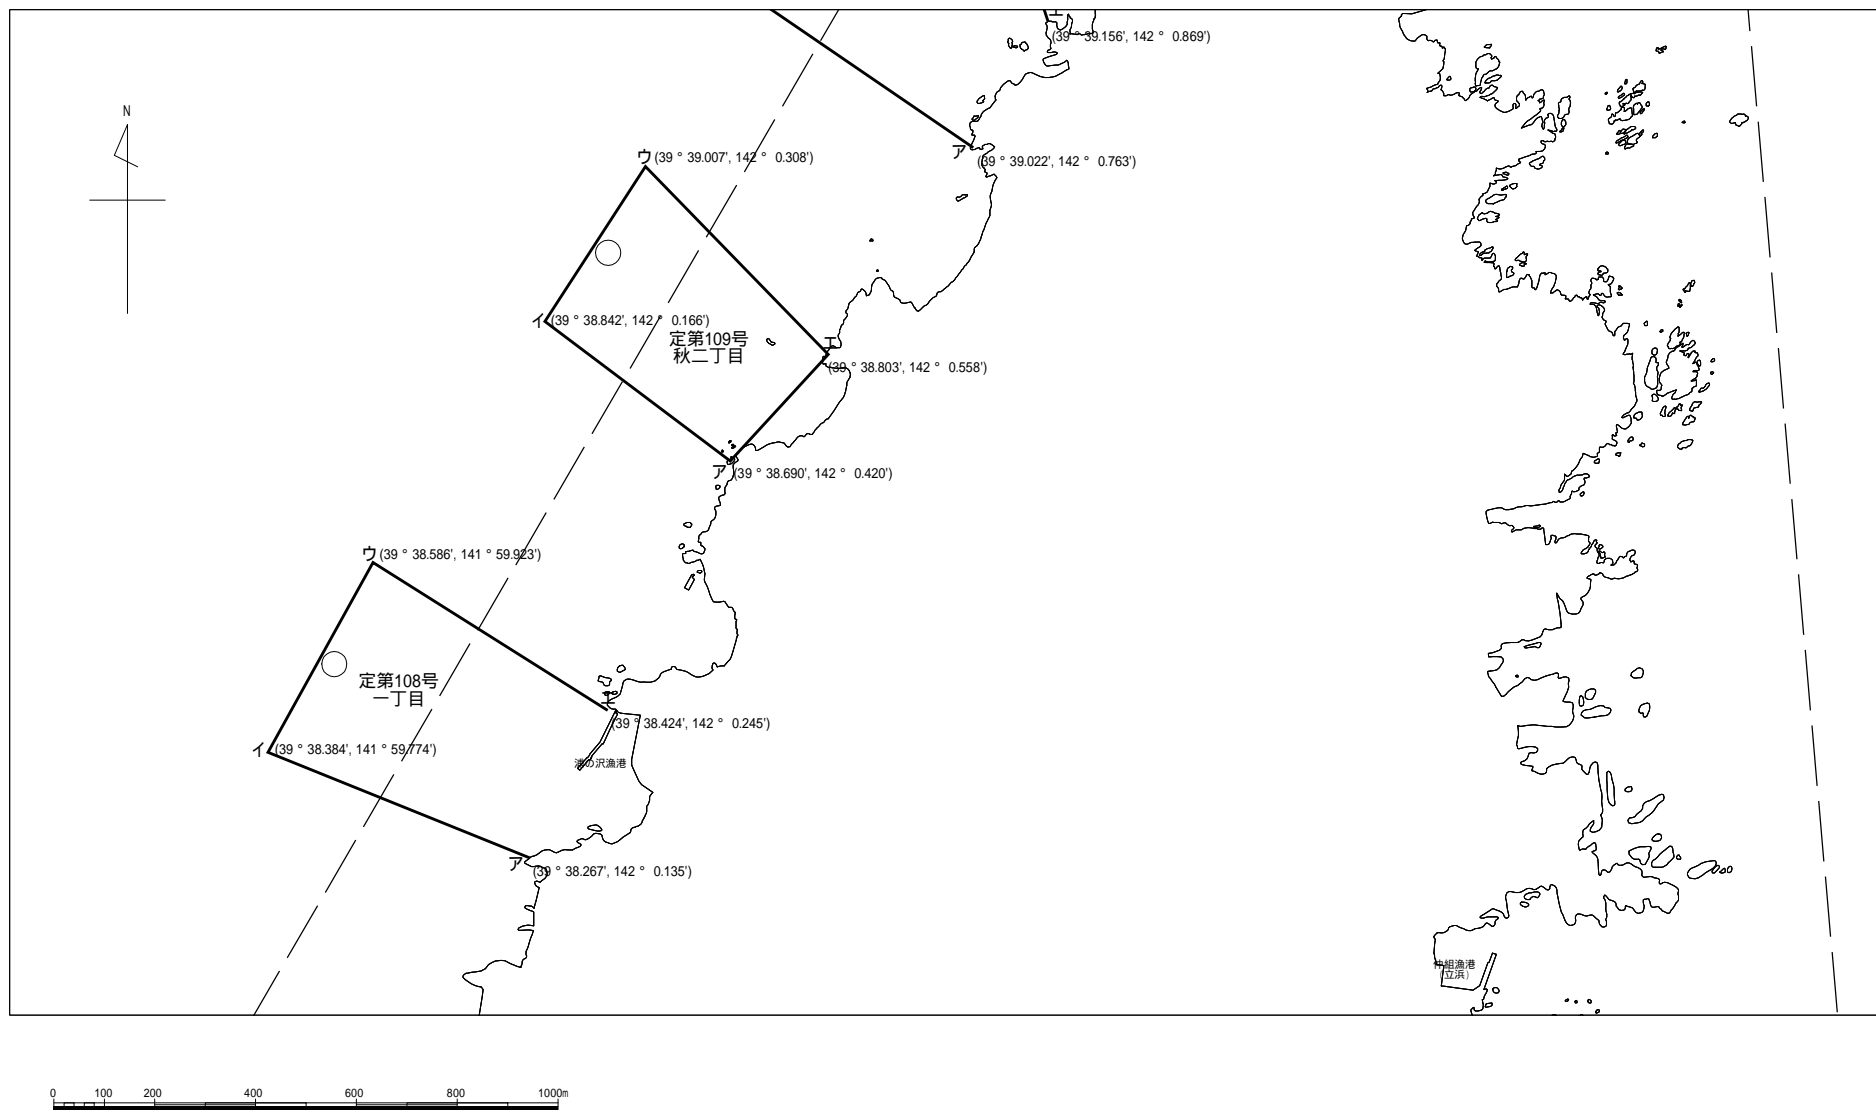 エ
(39 ° 39.156', 142 ° 0.869')
N
ウ(39 ° 39.007', 142 ° 0.308')
ア
(39 ° 39.022', 142 ° 0.763')
イ(39 ° 38.842', 142 ° 0.166')
定第109号
秋二丁目
エ
(39 ° 38.803', 142 ° 0.558')
ア(39 ° 38.690', 142 ° 0.420')
ウ(39 ° 38.586', 141 ° 59.923')
定第108号
一丁目
エ
(39 ° 38.424', 142 ° 0.245')
イ(39 ° 38.384', 141 ° 59.774')
の沢漁港
ア
(39 ° 38.267', 142 ° 0.135')
仲組漁港
(立浜)
0 100 200 400 600 800 1000m